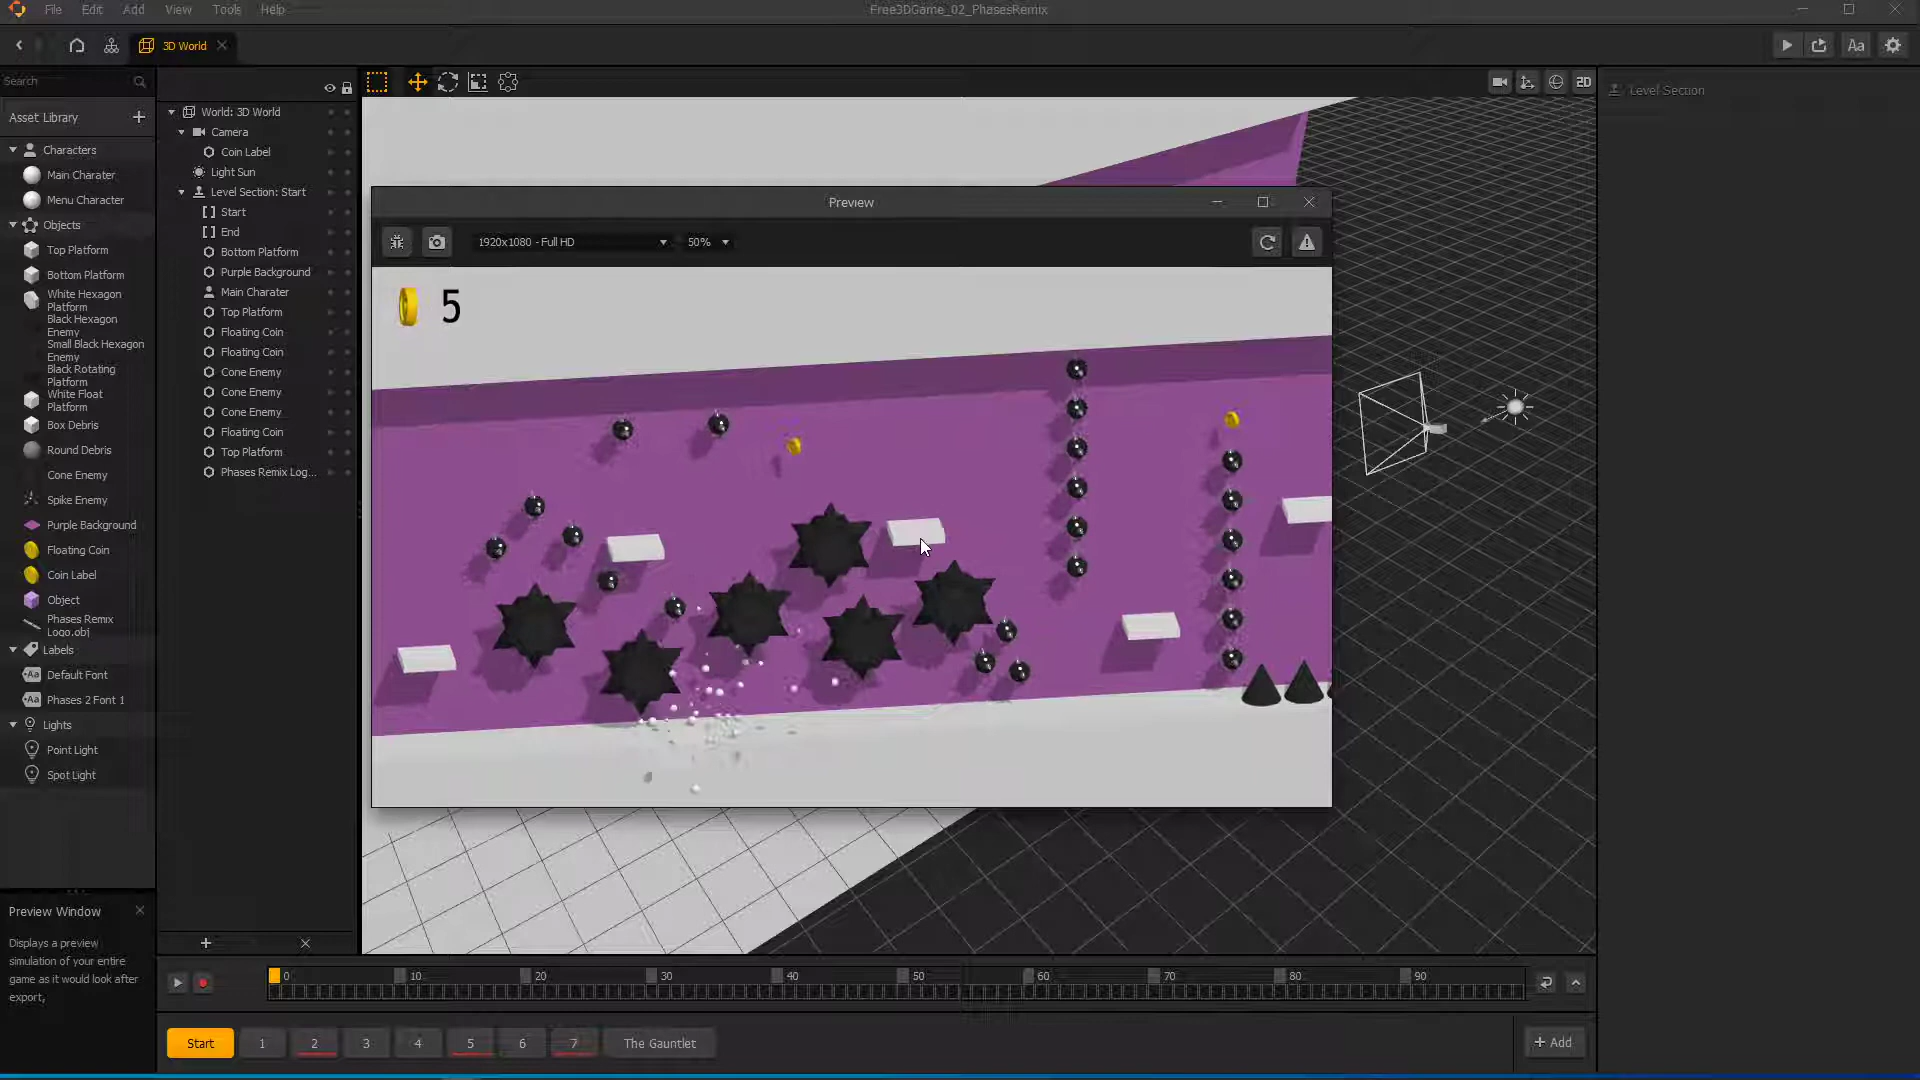 File Edit Add View Tools Help
Free3DGame_02_PhasesRemix
3D World
Aa
Search
Asset Library
Characters
Main Charater
Menu Character
Objects
Top Platform
Bottom Platform
White Hexagon
Platform
Black Hexagon
Enemy
Small Black Hexagon
Enemy
Black Rotating
Platform
White Float
Platform
Box Debris
Round Debris
Cone Enemy
Spike Enemy
Purple Background
Floating Coin
Coin Label
Object
Phases Remix
Logo.obj
Labels
Aa Default Font
Aa Phases 2 Font 1
Lights
Point Light
Spot Light
Preview Window
Displays a preview
simulation of your entire
game as it would look after
export,
World: 3D World
Camera
Coin Label
Light Sun
Level Section: Start
Start
End
Bottom Platform
Purple Background
Main Charater
Top Platform
Floating Coin
Floating Coin
Cone Enemy
Cone Enemy
Cone Enemy
Floating Coin
Top Platform
Phases Remix Log...
2D
Preview
1920x1080 - Full HD
50%
5
Level Section
0 10 20 30 40 50 60 70 80 90
Start 1 2 3 4 5 6 7 The Gauntlet
Add